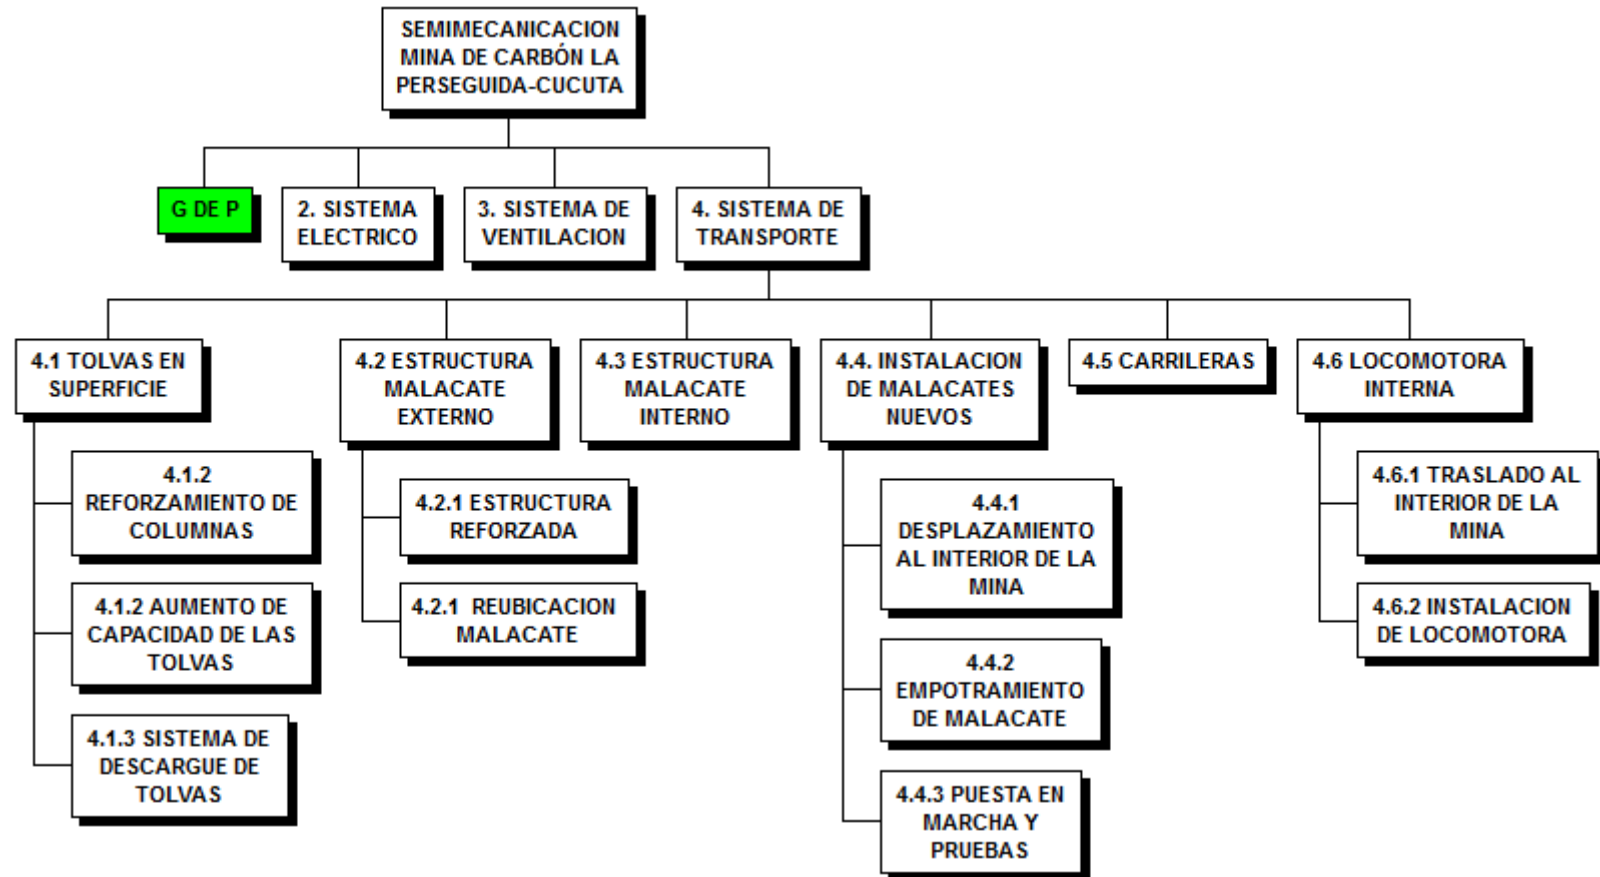 SEMIMECANICACION
MINA DE CARBÓN LA
PERSEGUIDA-CUCUTA
G DE P
2. SISTEMA
ELECTRICO
3. SISTEMA DE
VENTILACION
4. SISTEMA DE
TRANSPORTE
4.1 TOLVAS EN
SUPERFICIE
4.2 ESTRUCTURA
MALACATE
EXTERNO
4.3 ESTRUCTURA
MALACATE
INTERNO
4.4. INSTALACION
DE MALACATES
NUEVOS
4.5 CARRILERAS
4.6 LOCOMOTORA
INTERNA
4.1.2
REFORZAMIENTO DE
COLUMNAS
4.1.2 AUMENTO DE
CAPACIDAD DE LAS
TOLVAS
4.1.3 SISTEMA DE
DESCARGUE DE
TOLVAS
4.2.1 ESTRUCTURA
REFORZADA
4.2.1 REUBICACION
MALACATE
4.4.1
DESPLAZAMIENTO
AL INTERIOR DE LA
MINA
4.4.2
EMPOTRAMIENTO
DE MALACATE
4.4.3 PUESTA EN
MARCHA Y
PRUEBAS
4.6.1 TRASLADO AL
INTERIOR DE LA
MINA
4.6.2 INSTALACION
DE LOCOMOTORA